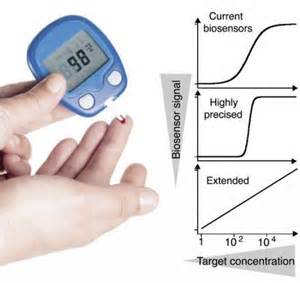 98
Current
biosensors
Highly
precised
Extended
Biosensor signal
1 10² 10⁴
Target concentration